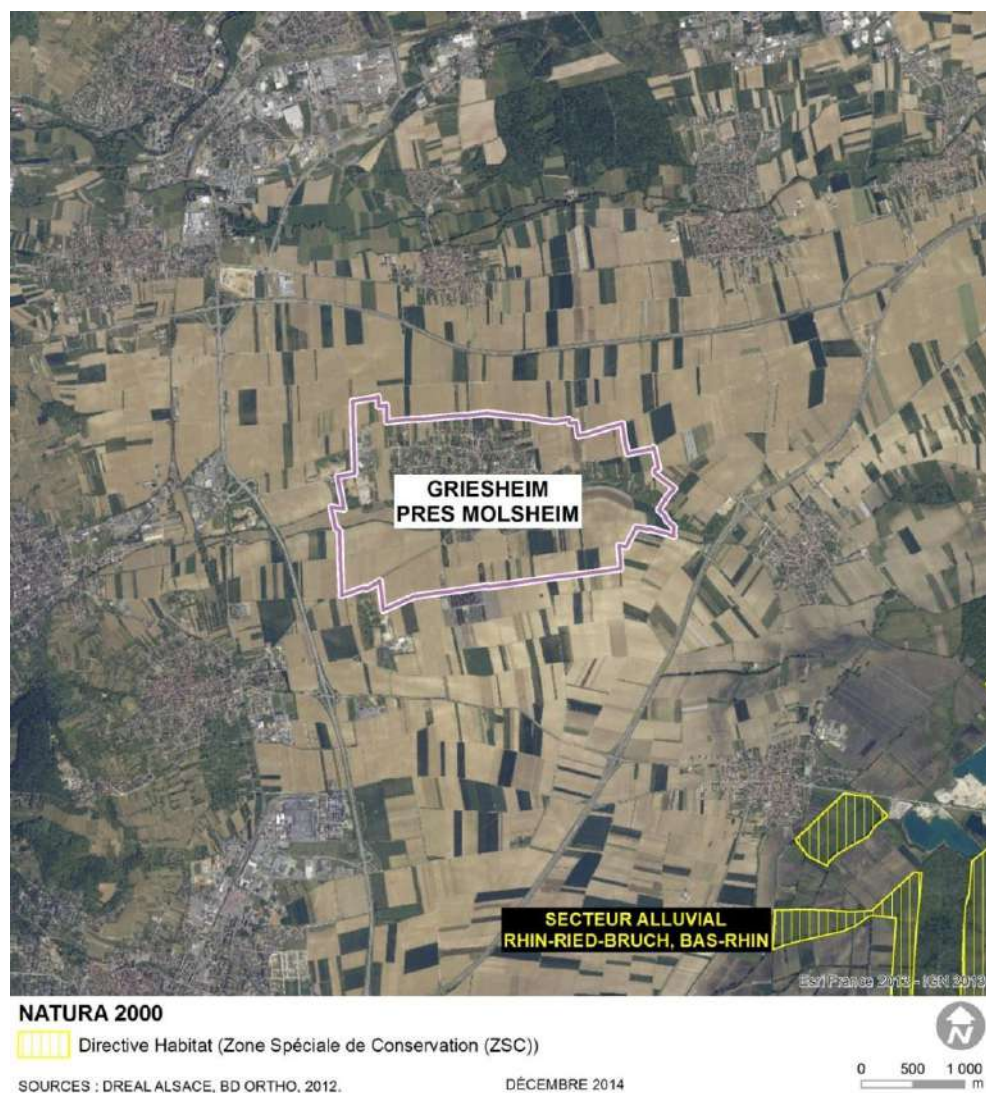 GRIESHEIM
PRES MOLSHEIM
SECTEUR ALLUVIAL
RHIN-RIED-BRUCH, BAS-RHIN
Esri France 2012 - IGN 2013
NATURA 2000
Directive Habitat (Zone Spéciale de Conservation (ZSC))
N
0 500 1 000
m
SOURCES : DREAL ALSACE, BD ORTHO, 2012.
DÉCEMBRE 2014